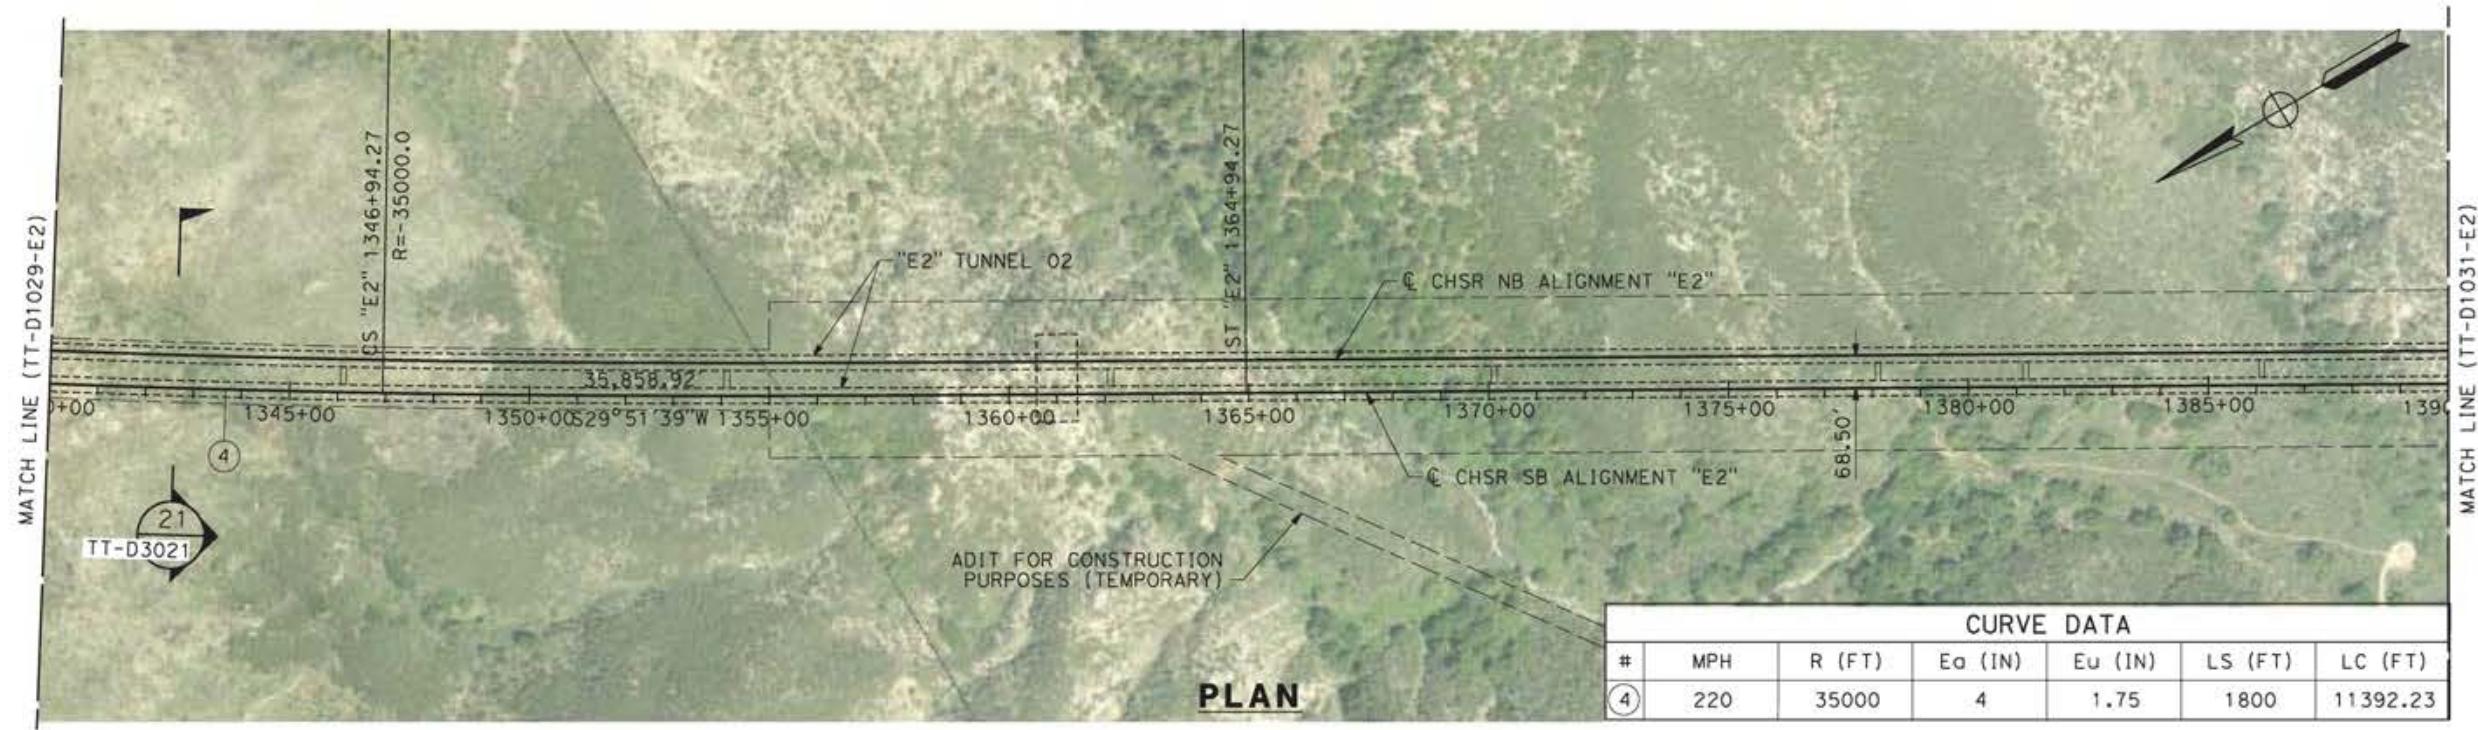 MATCH LINE (TT-D1029-E2)
CS "E2" 1346+94.27
R=-35000.0
ST "E2" 1364+94.27
"E2" TUNNEL 02
℄ CHSR NB ALIGNMENT "E2"
35,858.92'
0+00 1345+00 1350+00 S29°51'39"W 1355+00 1360+00 1365+00 1370+00 1375+00 1380+00 1385+00 1390
4
68.50'
℄ CHSR SB ALIGNMENT "E2"
21
TT-D3021
ADIT FOR CONSTRUCTION
PURPOSES (TEMPORARY)
MATCH LINE (TT-D1031-E2)
PLAN
CURVE DATA
# MPH R (FT) Ea (IN) Eu (IN) LS (FT) LC (FT)
4 220 35000 4 1.75 1800 11392.23